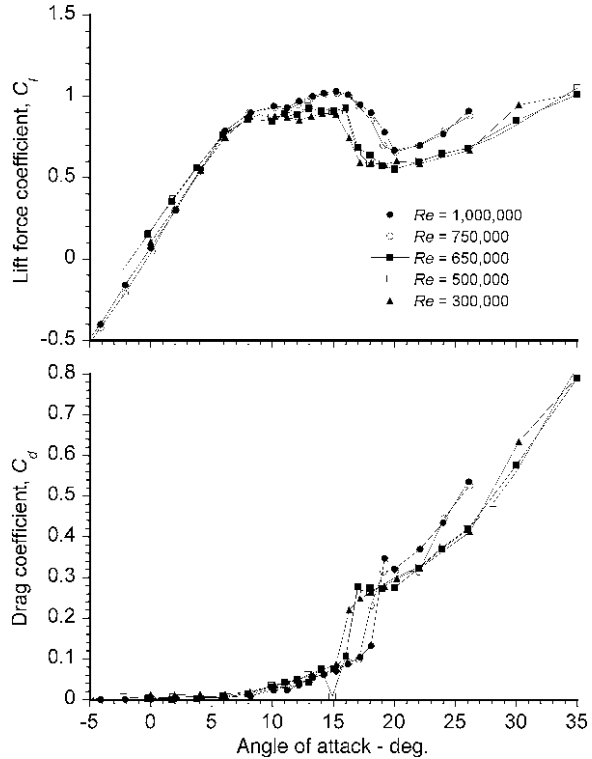 1.5
1
0.5
0
-0.5
Lift force coefficient, Cl
Re = 1,000,000
Re = 750,000
Re = 650,000
Re = 500,000
Re = 300,000
0.8
0.7
0.6
0.5
0.4
0.3
0.2
0.1
0
Drag coefficient, Cd
-5 0 5 10 15 20 25 30 35
Angle of attack - deg.